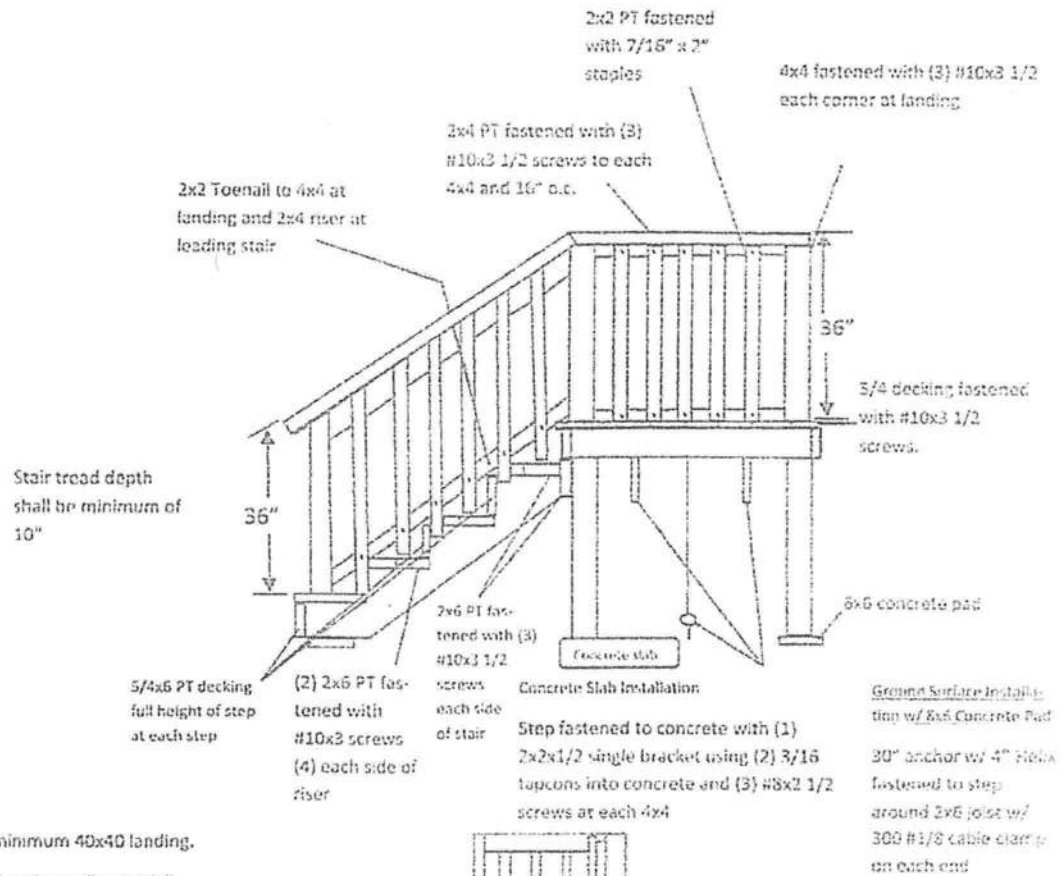 2x2 PT fastened
with 7/16" x 2"
staples
4x4 fastened with (3) #10x3 1/2
each corner at landing
2x4 PT fastened with (3)
#10x3 1/2 screws to each
4x4 and 16" o.c.
2x2 Toenail to 4x4 at
landing and 2x4 riser at
leading stair
36"
5/4 decking fastened
with #10x3 1/2
screws.
Stair tread depth
shall be minimum of
10"
36"
8x6 concrete pad
Concrete slab
5/4x6 PT decking
full height of step
at each step
(2) 2x6 PT fas-
tened with
#10x3 screws
(4) each side of
riser
2x6 PT fas-
tened with (3)
#10x3 1/2
screws
each side
of stair
Concrete Slab Installation
Step fastened to concrete with (1)
2x2x1/2 single bracket using (2) 3/16
tapcons into concrete and (3) #8x2 1/2
screws at each 4x4
Ground Surface Installa-
tion w/ 8x6 Concrete Pad
30" anchor w/ 4" Helix
fastened to step
around 2x6 joist w/
300 #1/8 cable clamp
on each end
minimum 40x40 landing.